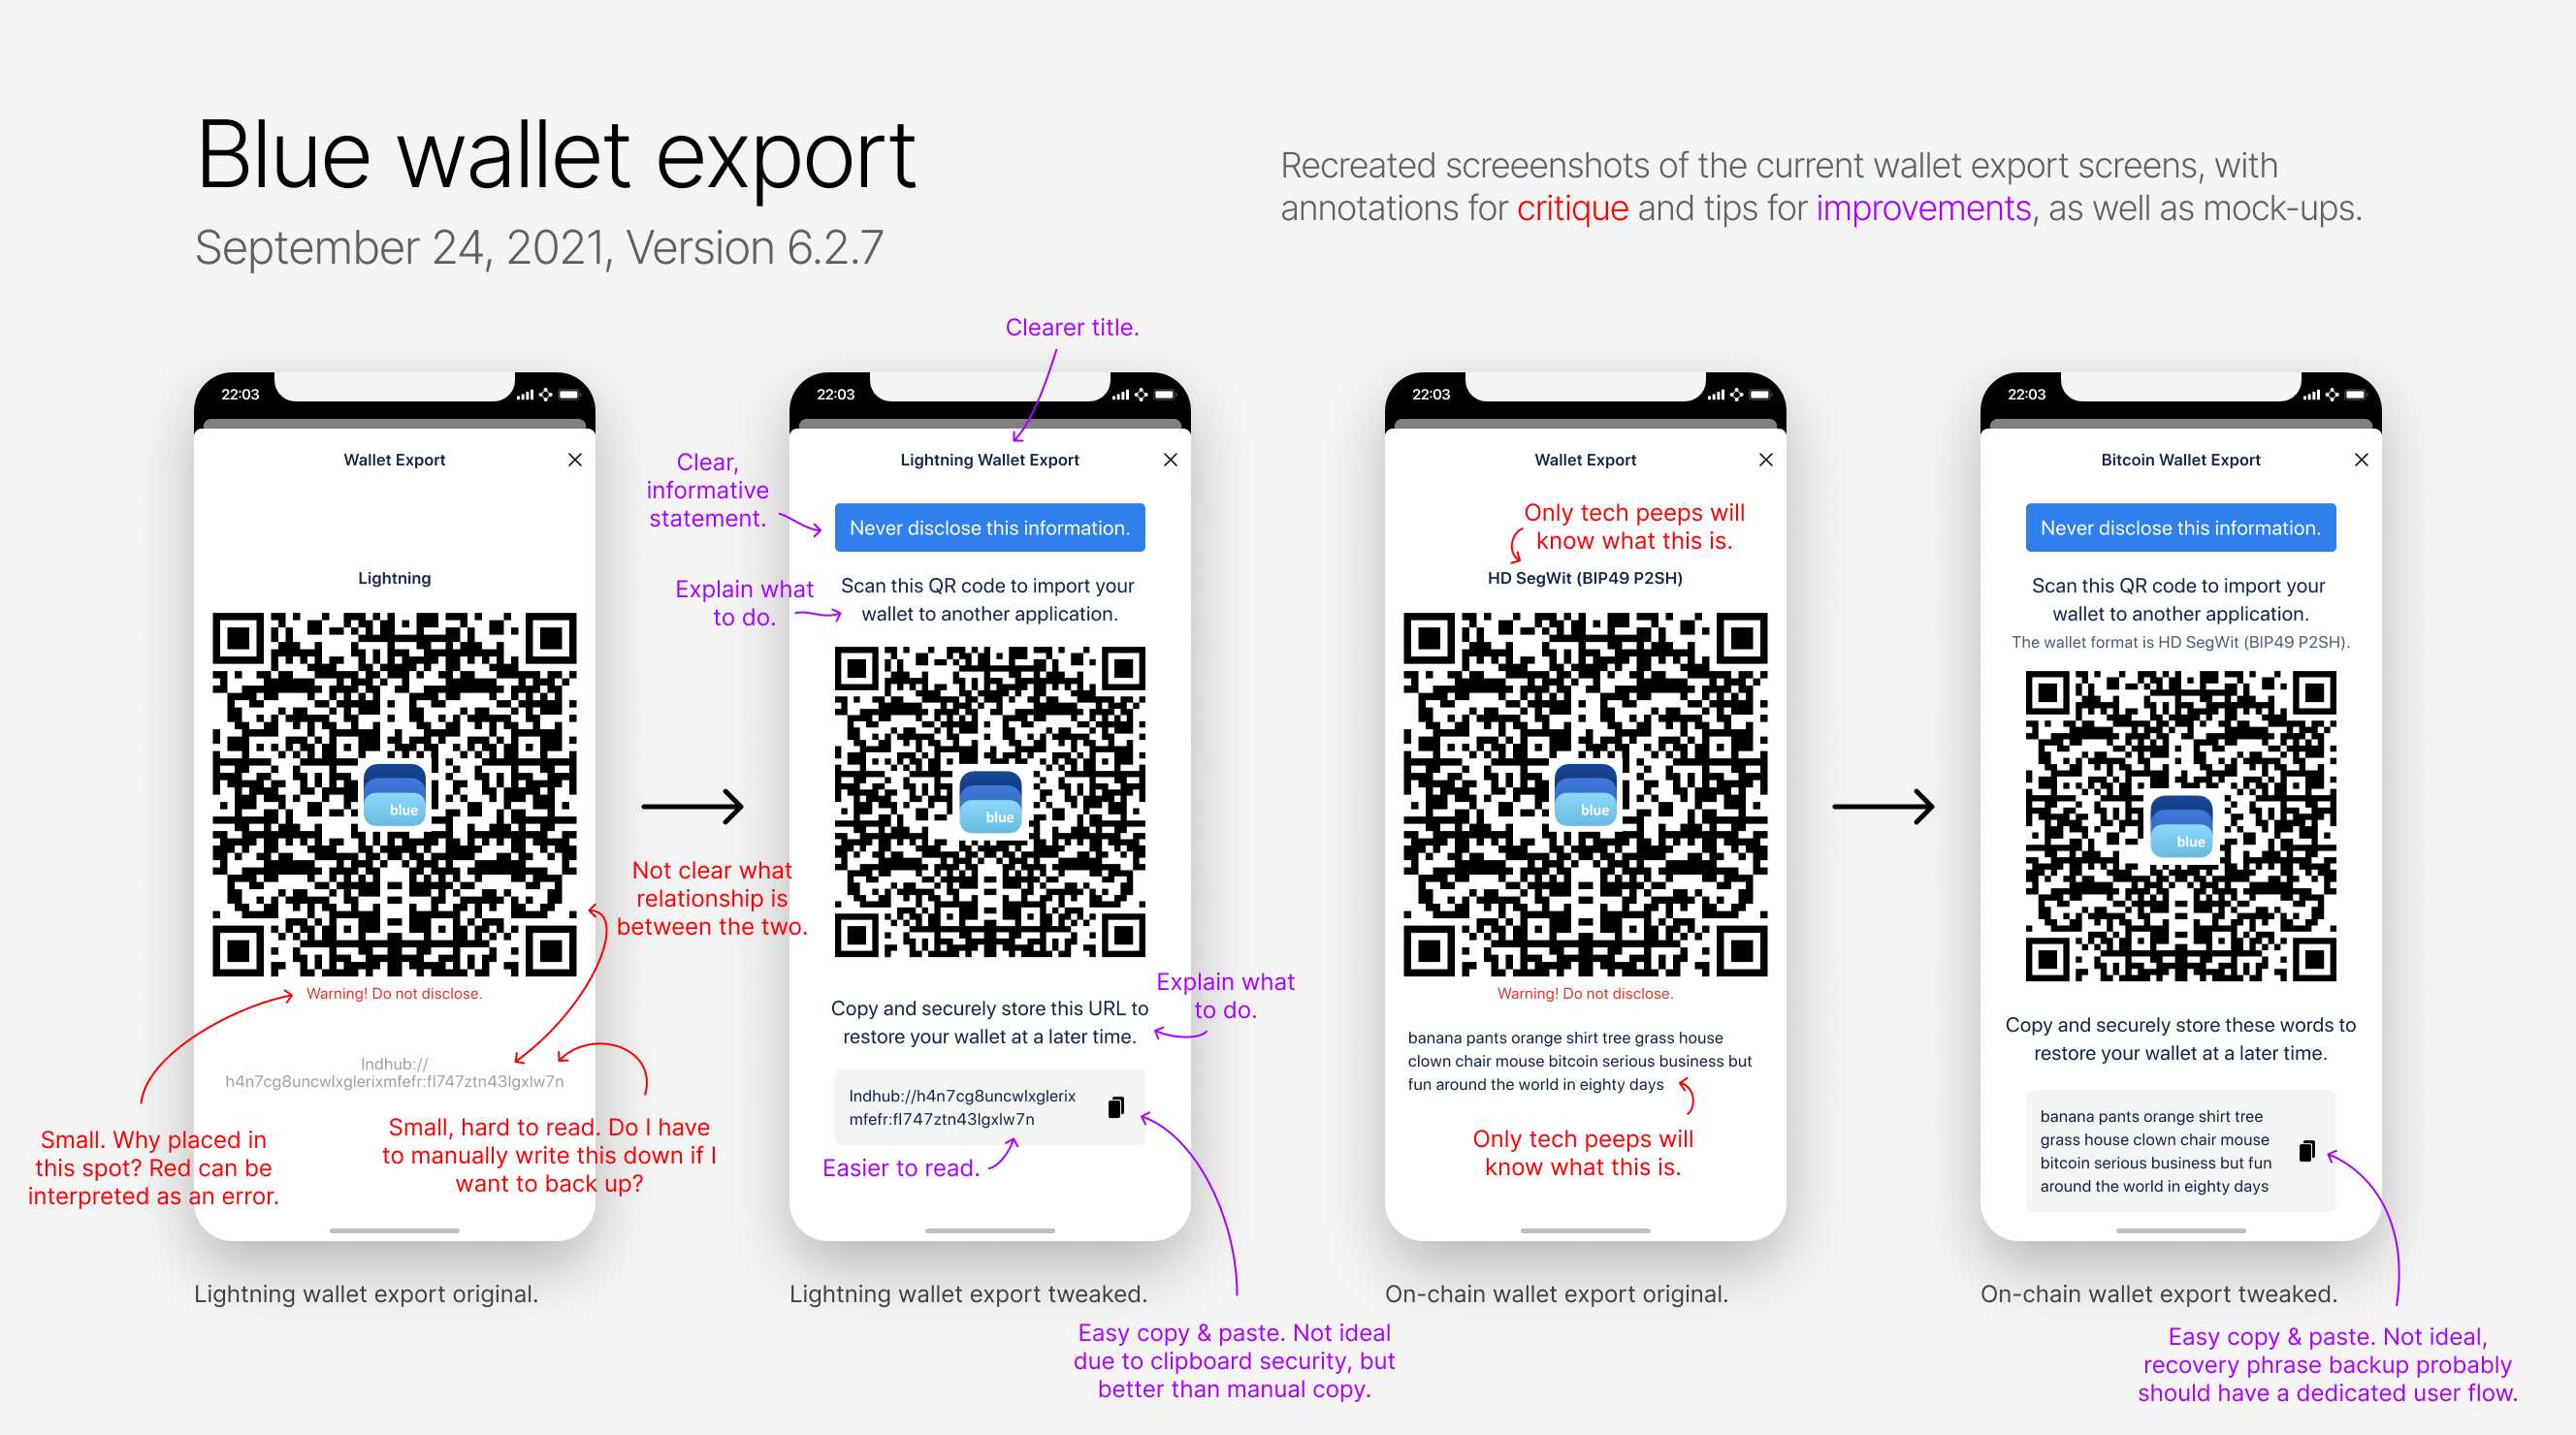 Blue wallet export
September 24, 2021, Version 6.2.7
Recreated screeenshots of the current wallet export screens, with
annotations for critique and tips for improvements, as well as mock-ups.
22:03
Wallet Export
Lightning
blue
Warning! Do not disclose.
lndhub://
h4n7cg8uncwlxglerixmfefr:fl747ztn43lgxlw7n
Small. Why placed in
this spot? Red can be
interpreted as an error.
Small, hard to read. Do I have
to manually write this down if I
want to back up?
Not clear what
relationship is
between the two.
Lightning wallet export original.
Clearer title.
Clear,
informative
statement.
Explain what
to do.
22:03
Lightning Wallet Export
Never disclose this information.
Scan this QR code to import your
wallet to another application.
blue
Copy and securely store this URL to
restore your wallet at a later time.
Explain what
to do.
lndhub://h4n7cg8uncwlxglerix
mfefr:fl747ztn43lgxlw7n
Easier to read.
Lightning wallet export tweaked.
Easy copy & paste. Not ideal
due to clipboard security, but
better than manual copy.
22:03
Wallet Export
Only tech peeps will
know what this is.
HD SegWit (BIP49 P2SH)
blue
Warning! Do not disclose.
banana pants orange shirt tree grass house
clown chair mouse bitcoin serious business but
fun around the world in eighty days
Only tech peeps will
know what this is.
On-chain wallet export original.
22:03
Bitcoin Wallet Export
Never disclose this information.
Scan this QR code to import your
wallet to another application.
The wallet format is HD SegWit (BIP49 P2SH).
blue
Copy and securely store these words to
restore your wallet at a later time.
banana pants orange shirt tree
grass house clown chair mouse
bitcoin serious business but fun
around the world in eighty days
On-chain wallet export tweaked.
Easy copy & paste. Not ideal,
recovery phrase backup probably
should have a dedicated user flow.